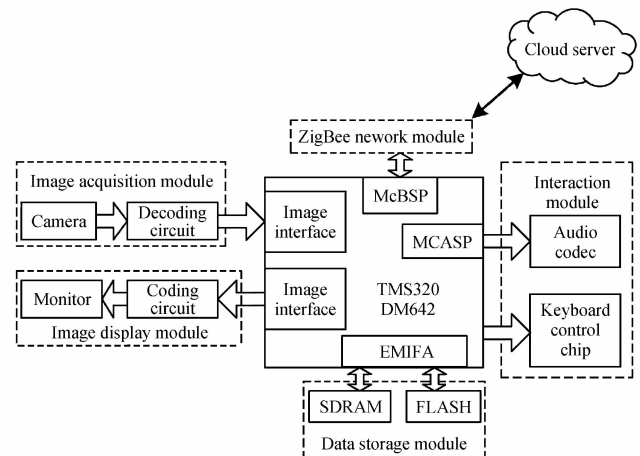 Cloud server
ZigBee nework module
Image acquisition module
Camera
Decoding
circuit
Image
interface
McBSP
MCASP
Interaction
module
Audio
codec
Monitor
Coding
circuit
Image display module
Image
interface
TMS320
DM642
Keyboard
control
chip
EMIFA
SDRAM
FLASH
Data storage module